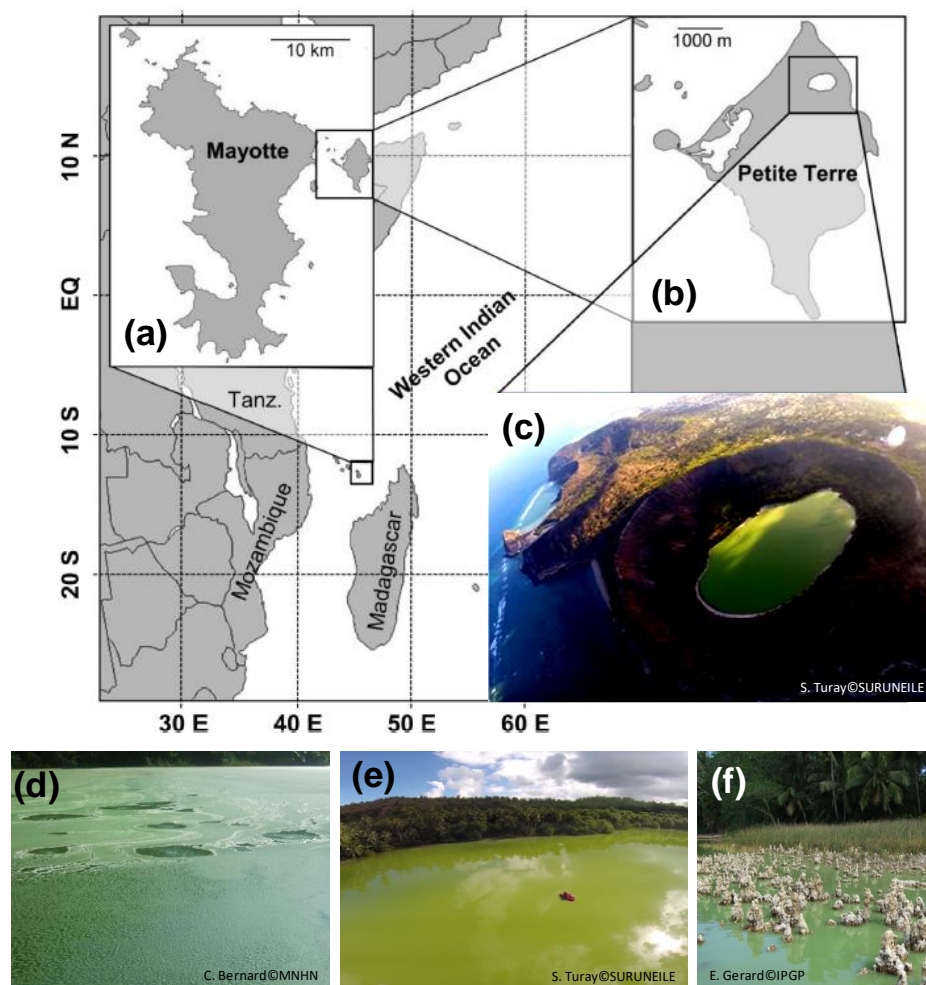 10 km
1000 m
Mayotte
Petite Terre
10 N
EQ
10 S
20 S
(a)
(b)
Western Indian
Ocean
Tanz.
Mozambique
Madagascar
(c)
S. Turay©SURUNEILE
30 E
40 E
50 E
60 E
(d)
(e)
(f)
C. Bernard©MNHN
S. Turay©SURUNEILE
E. Gerard©IPGP